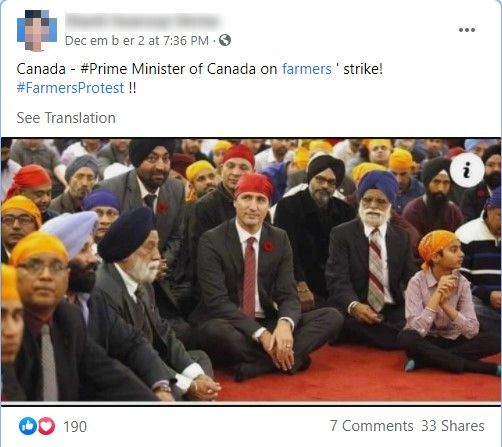 Dec em b er 2 at 7:36 PM ·
Canada - #Prime Minister of Canada on farmers ' strike!
#FarmersProtest !!
See Translation
i
190
7 Comments 33 Shares